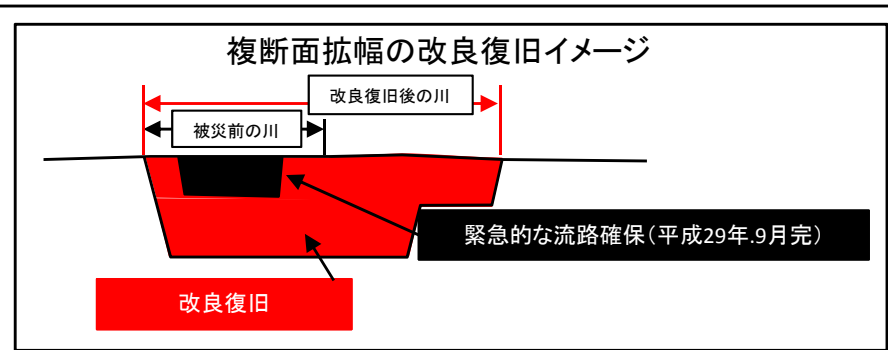 複断面拡幅の改良復旧イメージ
改良復旧後の川
被災前の川
緊急的な流路確保(平成29年.9月完)
改良復旧